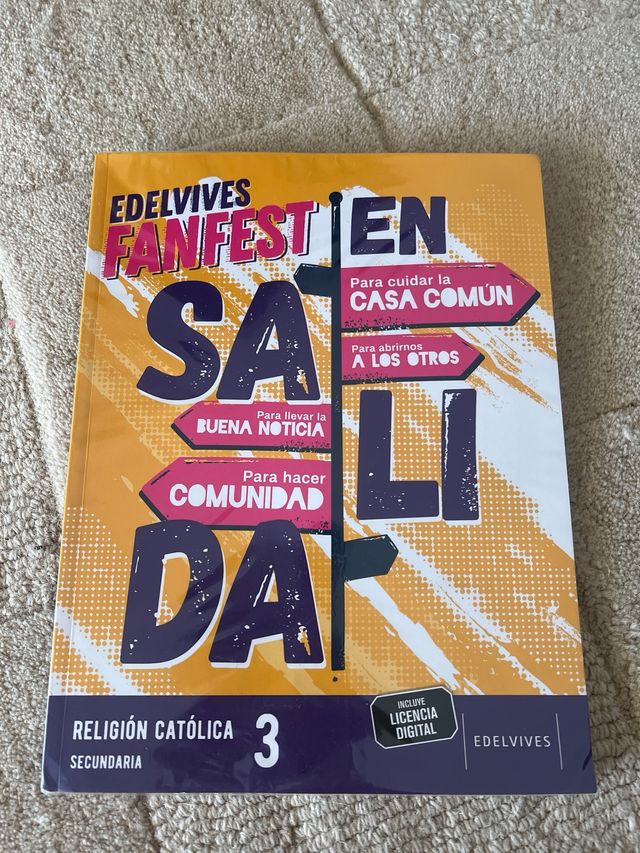 EDELVIVES
FANFEST
EN
SA
LI
DA
Para cuidar la
CASA COMÚN
Para abrirnos
A LOS OTROS
Para llevar la
BUENA NOTICIA
Para hacer
COMUNIDAD
RELIGIÓN CATÓLICA 3
SECUNDARIA
INCLUYE
LICENCIA
DIGITAL
EDELVIVES